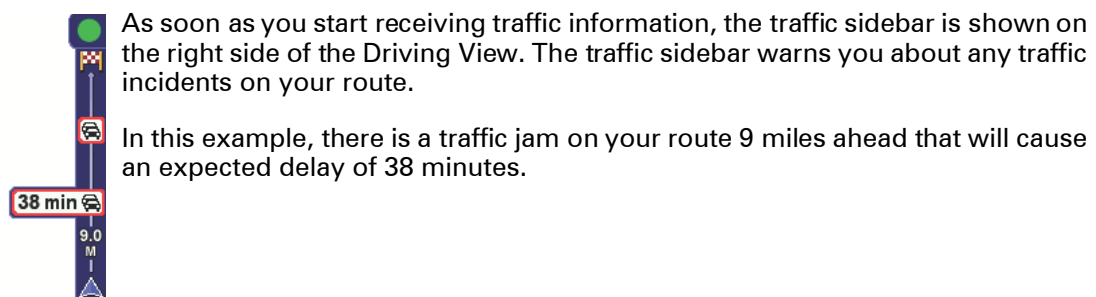 As soon as you start receiving traffic information, the traffic sidebar is shown on
the right side of the Driving View. The traffic sidebar warns you about any traffic
incidents on your route.
In this example, there is a traffic jam on your route 9 miles ahead that will cause
an expected delay of 38 minutes.
38 min
9.0
M